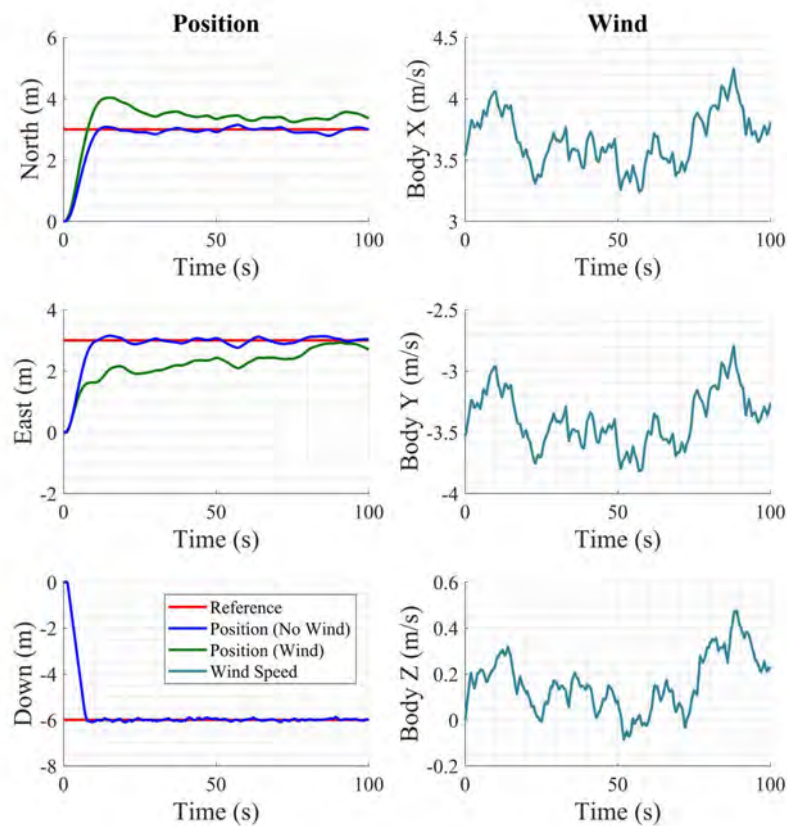 Position
Wind
North (m)
6
4
2
0
0
50
100
Time (s)
Body X (m/s)
4.5
4
3.5
3
0
50
100
Time (s)
East (m)
4
2
0
-2
0
50
100
Time (s)
Body Y (m/s)
-2.5
-3
-3.5
-4
0
50
100
Time (s)
Down (m)
0
-2
-4
-6
-8
Reference
Position (No Wind)
Position (Wind)
Wind Speed
0
50
100
Time (s)
Body Z (m/s)
0.6
0.4
0.2
0
-0.2
0
50
100
Time (s)